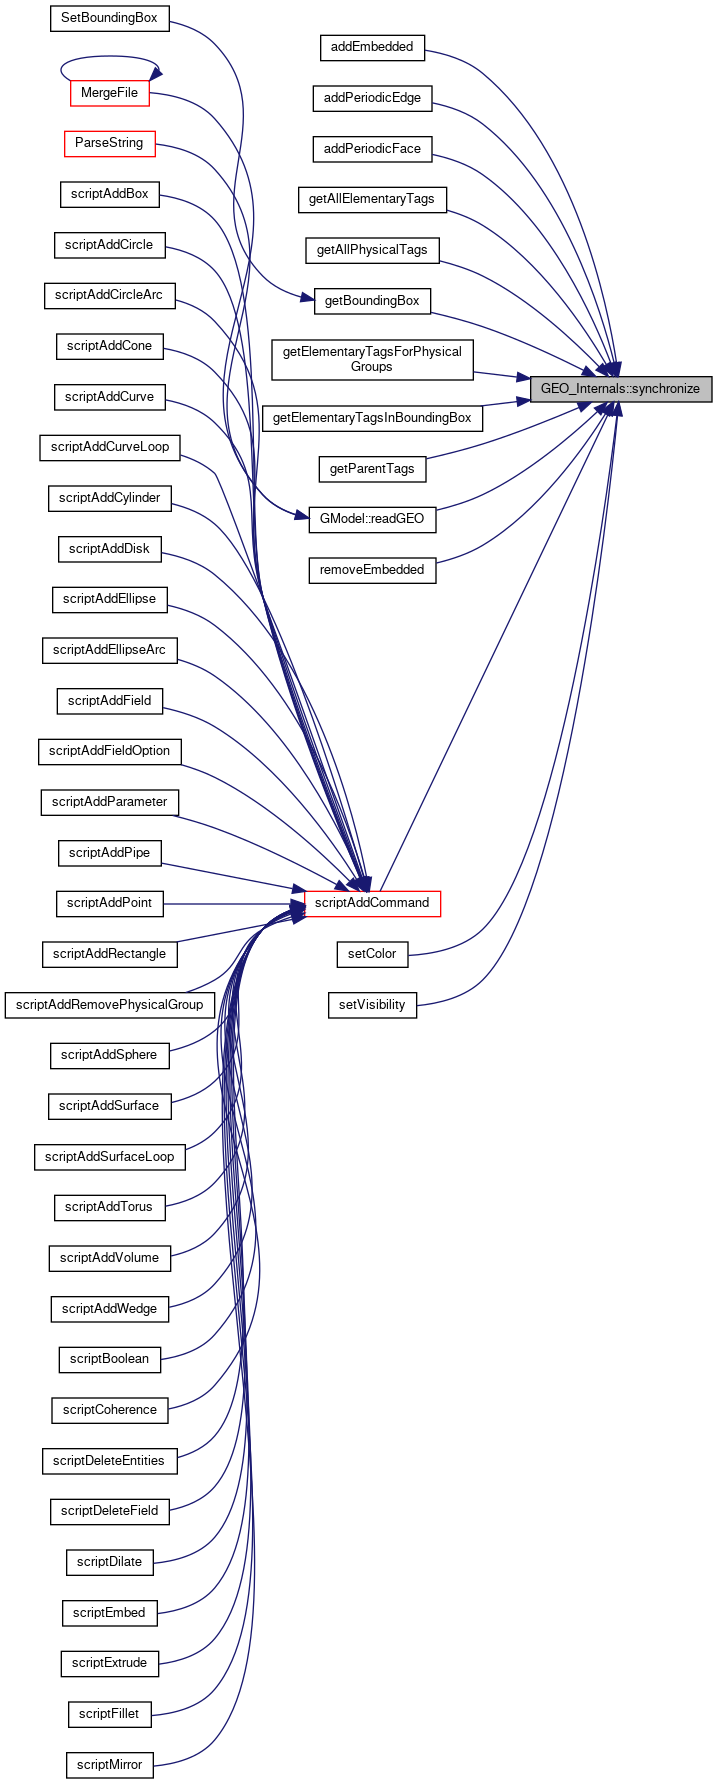 SetBoundingBox
MergeFile
ParseString
scriptAddBox
scriptAddCircle
scriptAddCircleArc
scriptAddCone
scriptAddCurve
scriptAddCurveLoop
scriptAddCylinder
scriptAddDisk
scriptAddEllipse
scriptAddEllipseArc
scriptAddField
scriptAddFieldOption
scriptAddParameter
scriptAddPipe
scriptAddPoint
scriptAddRectangle
scriptAddRemovePhysicalGroup
scriptAddSphere
scriptAddSurface
scriptAddSurfaceLoop
scriptAddTorus
scriptAddVolume
scriptAddWedge
scriptBoolean
scriptCoherence
scriptDeleteEntities
scriptDeleteField
scriptDilate
scriptEmbed
scriptExtrude
scriptFillet
scriptMirror
addEmbedded
addPeriodicEdge
addPeriodicFace
getAllElementaryTags
getAllPhysicalTags
getBoundingBox
getElementaryTagsForPhysical
Groups
getElementaryTagsInBoundingBox
getParentTags
GModel::readGEO
removeEmbedded
scriptAddCommand
setColor
setVisibility
GEO_Internals::synchronize